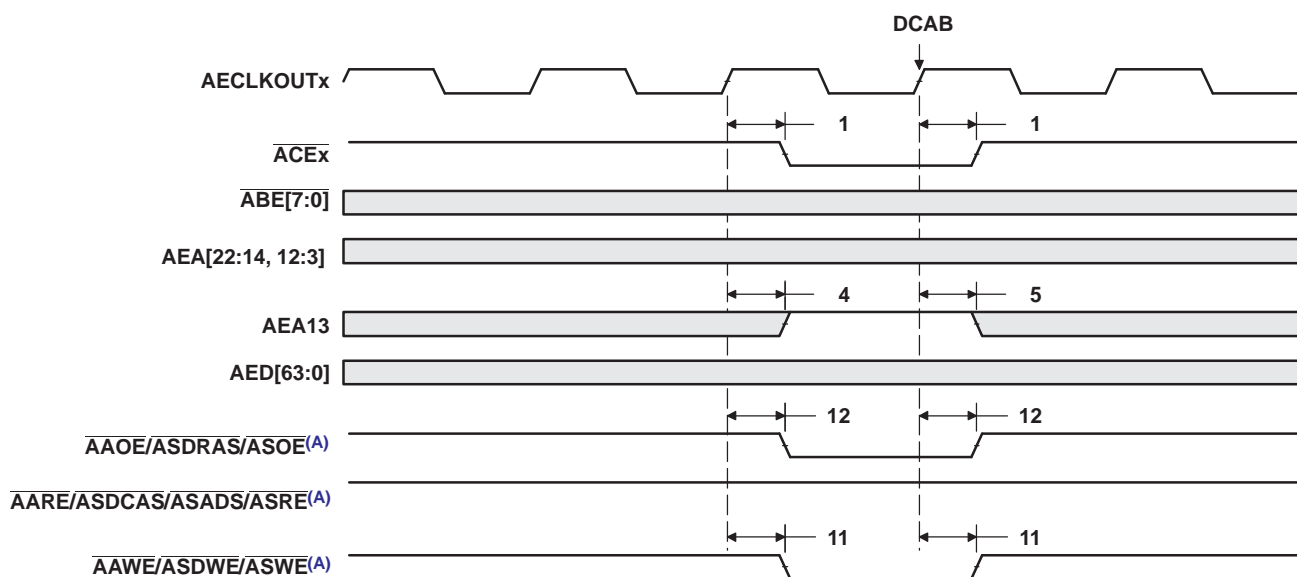 DCAB
AECLKOUTx
1 1
ACEx
ABE[7:0]
AEA[22:14, 12:3]
4 5
AEA13
AED[63:0]
12 12
AAOE/ASDRAS/ASOE(A)
AARE/ASDCAS/ASADS/ASRE(A)
11 11
AAWE/ASDWE/ASWE(A)